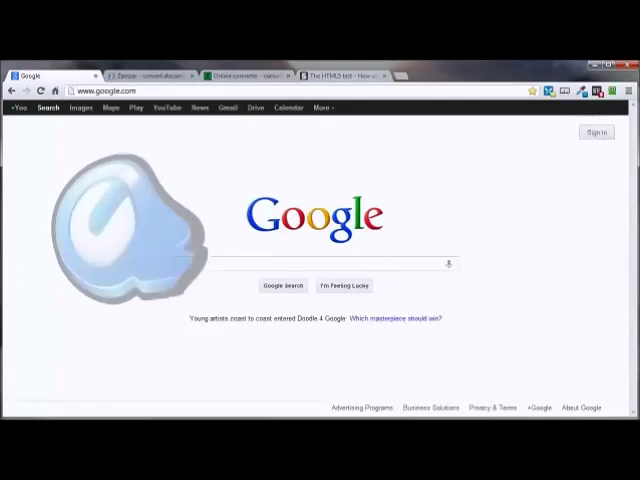 Google
Zamzar - convert document
Online converter - convert
The HTML5 test - How
www.google.com
+You Search Images Maps Play YouTube News Gmail Drive Calendar More
Sign in
Google
Google Search I'm Feeling Lucky
Young artists coast to coast entered Doodle 4 Google. Which masterpiece should win?
Advertising Programs Business Solutions Privacy & Terms +Google About Google